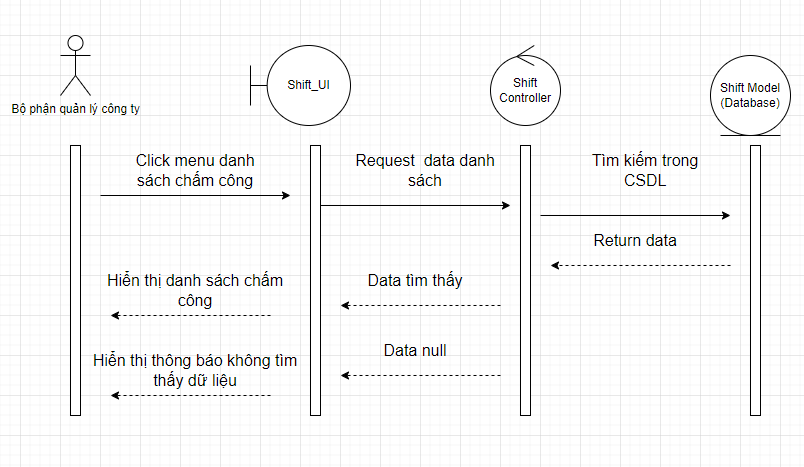 Bộ phận quản lý công ty
Shift_UI
Shift
Controller
Shift Model
(Database)
Click menu danh
sách chấm công
Request  data danh
sách
Tìm kiếm trong
CSDL
Return data
Hiển thị danh sách chấm
công
Data tìm thấy
Data null
Hiển thị thông báo không tìm
thấy dữ liệu